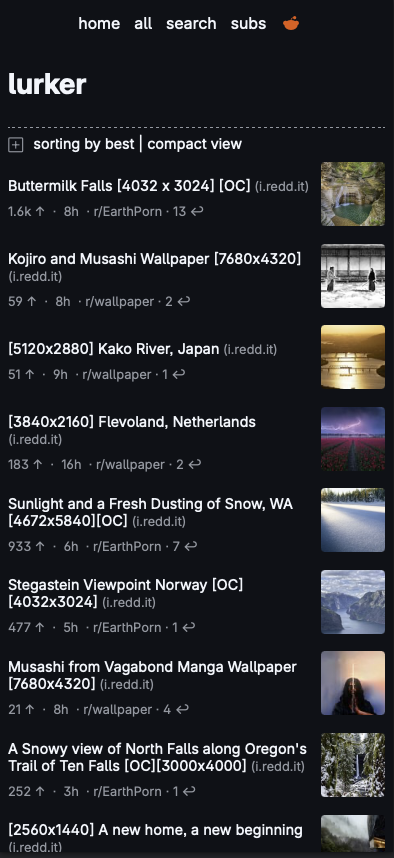 home all search subs
lurker
sorting by best | compact view
Buttermilk Falls [4032 x 3024] [OC] (i.redd.it)
1.6k ↑ · 8h · r/EarthPorn · 13 ↩
Kojiro and Musashi Wallpaper [7680x4320]
(i.redd.it)
59 ↑ · 8h · r/wallpaper · 2 ↩
[5120x2880] Kako River, Japan (i.redd.it)
51 ↑ · 9h · r/wallpaper · 1 ↩
[3840x2160] Flevoland, Netherlands
(i.redd.it)
183 ↑ · 16h · r/wallpaper · 2 ↩
Sunlight and a Fresh Dusting of Snow, WA
[4672x5840][OC] (i.redd.it)
933 ↑ · 6h · r/EarthPorn · 7 ↩
Stegastein Viewpoint Norway [OC]
[4032x3024] (i.redd.it)
477 ↑ · 5h · r/EarthPorn · 1 ↩
Musashi from Vagabond Manga Wallpaper
[7680x4320] (i.redd.it)
21 ↑ · 8h · r/wallpaper · 4 ↩
A Snowy view of North Falls along Oregon's
Trail of Ten Falls [OC][3000x4000] (i.redd.it)
252 ↑ · 3h · r/EarthPorn · 1 ↩
[2560x1440] A new home, a new beginning
(i.redd.it)